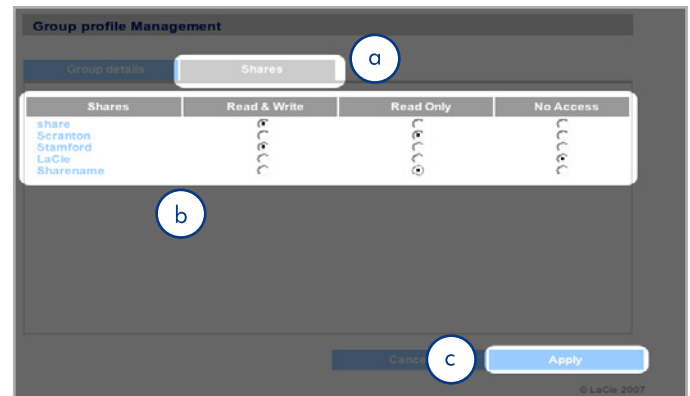 Group profile Management
a
Group details Shares
Shares Read & Write Read Only No Access
share
Scranton
Stamford
LaCie
Sharename
b
c
Apply
© LaCie 2007